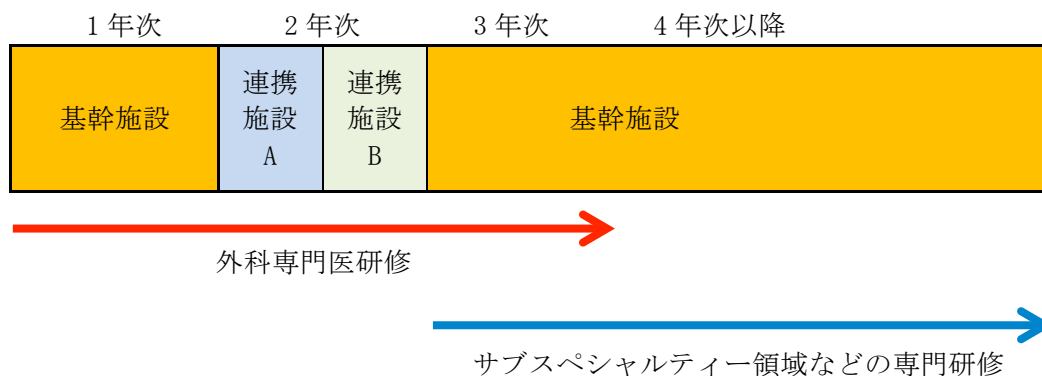 1年次 2年次 3年次 4年次以降
基幹施設
連携
施設
A
連携
施設
B
基幹施設
外科専門医研修
サブスペシャルティー領域などの専門研修